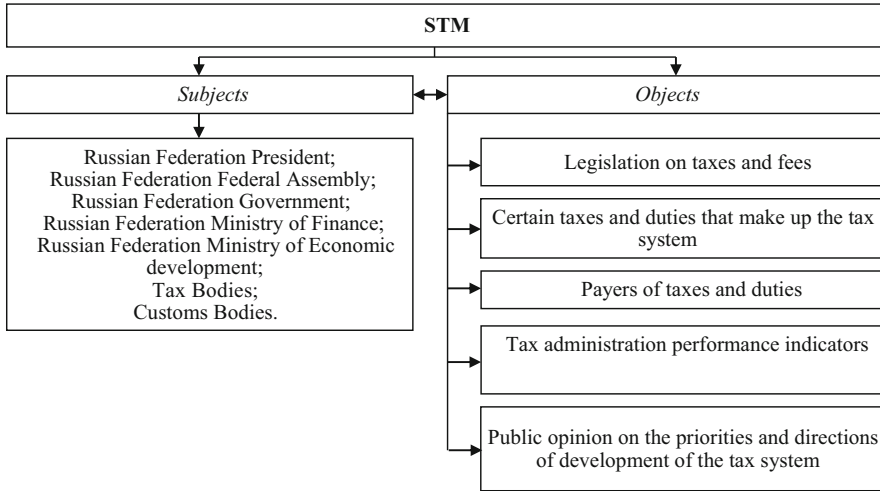 STM
Subjects
Objects
Russian Federation President;
Russian Federation Federal Assembly;
Russian Federation Government;
Russian Federation Ministry of Finance;
Russian Federation Ministry of Economic
development;
Tax Bodies;
Customs Bodies.
Legislation on taxes and fees
Certain taxes and duties that make up the tax
system
Payers of taxes and duties
Tax administration performance indicators
Public opinion on the priorities and directions
of development of the tax system